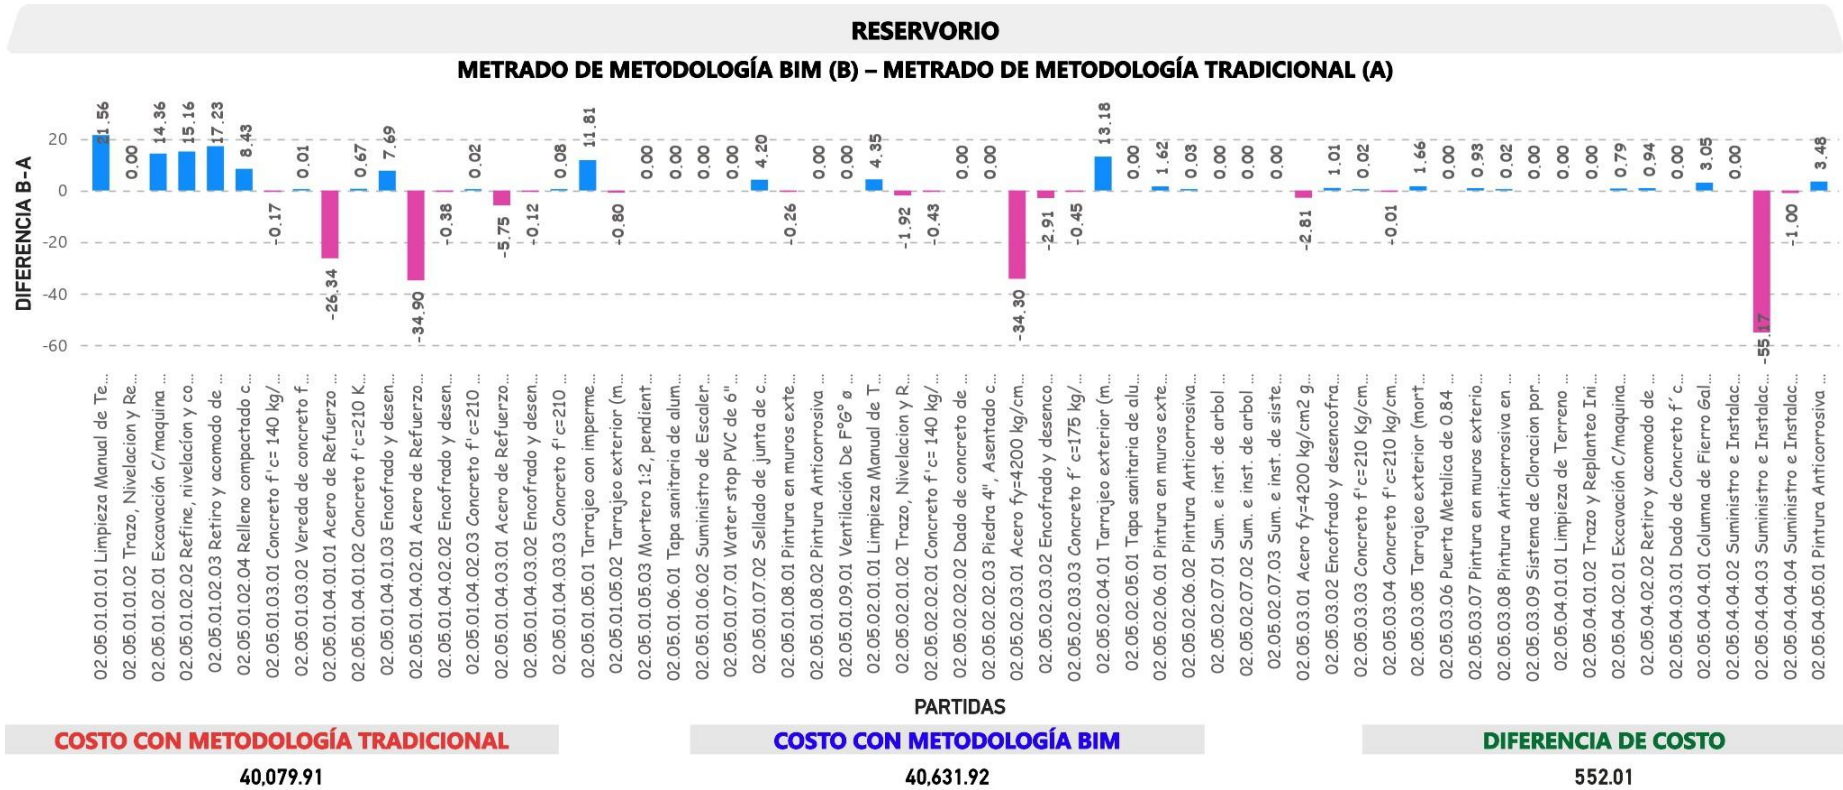 RESERVORIO
METRADO DE METODOLOGÍA BIM (B) – METRADO DE METODOLOGÍA TRADICIONAL (A)
DIFERENCIA B-A
20
0
-20
-40
-60
21.56
0.00
14.36
15.16
17.23
8.43
-0.17
0.01
-26.34
0.67
7.69
-34.90
-0.38
0.02
-5.75
-0.12
0.08
11.81
-0.80
0.00
0.00
0.00
0.00
4.20
-0.26
0.00
0.00
4.35
-1.92
-0.43
0.00
0.00
-34.30
-2.91
-0.45
13.18
0.00
1.62
0.03
0.00
0.00
0.00
-2.81
1.01
0.02
-0.01
1.66
0.00
0.93
0.02
0.00
0.00
0.00
0.79
0.94
0.00
3.05
0.00
-55.17
-1.00
3.48
02.05.01.01.01 Limpieza Manual de Te...
02.05.01.01.02 Trazo, Nivelacion y Re...
02.05.01.02.01 Excavación C/maquina ...
02.05.01.02.02 Refine, nivelacíon y co...
02.05.01.02.03 Retiro y acomodo de ...
02.05.01.02.04 Relleno compactado c...
02.05.01.03.01 Concreto f'c= 140 kg/...
02.05.01.03.02 Vereda de concreto f...
02.05.01.04.01.01 Acero de Refuerzo ...
02.05.01.04.01.02 Concreto f'c=210 K...
02.05.01.04.01.03 Encofrado y desen...
02.05.01.04.02.01 Acero de Refuerzo...
02.05.01.04.02.02 Encofrado y desen...
02.05.01.04.02.03 Concreto f'c=210 ...
02.05.01.04.03.01 Acero de Refuerzo...
02.05.01.04.03.02 Encofrado y desen...
02.05.01.04.03.03 Concreto f'c=210 ...
02.05.01.05.01 Tarrajeo con imperme...
02.05.01.05.02 Tarrajeo exterior (m...
02.05.01.05.03 Mortero 1:2, pendient...
02.05.01.06.01 Tapa sanitaria de alum...
02.05.01.06.02 Suministro de Escaler...
02.05.01.07.01 Water stop PVC de 6"...
02.05.01.07.02 Sellado de junta de c...
02.05.01.08.01 Pintura en muros exte...
02.05.01.08.02 Pintura Anticorrosiva ...
02.05.01.09.01 Ventilación De F°G° ø ...
02.05.02.01.01 Limpieza Manual de T...
02.05.02.01.02 Trazo, Nivelacion y R...
02.05.02.02.01 Concreto f'c= 140 kg/...
02.05.02.02.02 Dado de concreto de ...
02.05.02.02.03 Piedra 4", Asentado c...
02.05.02.03.01 Acero fy=4200 kg/cm...
02.05.02.03.02 Encofrado y desenco...
02.05.02.03.03 Concreto f´c=175 kg/...
02.05.02.04.01 Tarrajeo exterior (m...
02.05.02.05.01 Tapa sanitaria de alu...
02.05.02.06.01 Pintura en muros exte...
02.05.02.06.02 Pintura Anticorrosiva...
02.05.02.07.01 Sum. e inst. de arbol ...
02.05.02.07.02 Sum. e inst. de arbol ...
02.05.02.07.03 Sum. e inst. de siste...
02.05.03.01 Acero fy=4200 kg/cm2 g...
02.05.03.02 Encofrado y desencofra...
02.05.03.03 Concreto f'c=210 kg/cm...
02.05.03.04 Concreto f'c=210 kg/cm...
02.05.03.05 Tarrajeo exterior (mort...
02.05.03.06 Puerta Metalica de 0.84 ...
02.05.03.07 Pintura en muros exterio...
02.05.03.08 Pintura Anticorrosiva en ...
02.05.03.09 Sistema de Cloracion por...
02.05.04.01.01 Limpieza de Terreno ...
02.05.04.01.02 Trazo y Replanteo Ini...
02.05.04.02.01 Excavación C/maquina...
02.05.04.02.02 Retiro y acomodo de ...
02.05.04.03.01 Dado de Concreto f´c...
02.05.04.04.01 Columna de Fierro Gal...
02.05.04.04.02 Suministro e Instalac...
02.05.04.04.03 Suministro e Instalac...
02.05.04.04.04 Suministro e Instalac...
02.05.04.05.01 Pintura Anticorrosiva ...
PARTIDAS
COSTO CON METODOLOGÍA TRADICIONAL
40,079.91
COSTO CON METODOLOGÍA BIM
40,631.92
DIFERENCIA DE COSTO
552.01